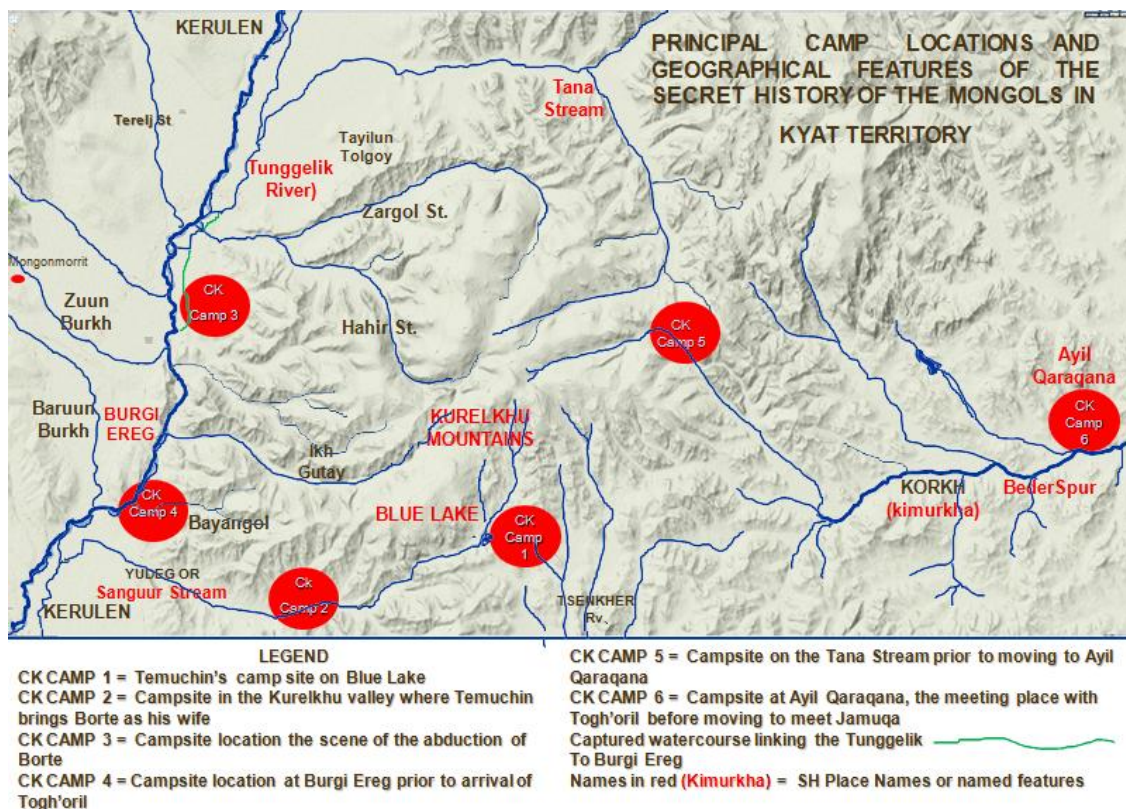 KERULEN
PRINCIPAL CAMP LOCATIONS AND
GEOGRAPHICAL FEATURES OF THE
SECRET HISTORY OF THE MONGOLS IN
KYAT TERRITORY
Tana
Stream
Terelj St
Tayilun
Tolgoy
Tunggelik
River)
Zargol St.
Mongonmorrit
CK
Camp 3
Zuun
Burkh
Hahir St.
CK
Camp 5
Ayil
Qaraqana
CK
Camp
6
Baruun
Burkh
BURGI
EREG
KURELKHU
MOUNTAINS
Ikh
Gutay
CK
Camp 4
Bayangol
BLUE LAKE
CK
Camp
1
KORKH
(kimurkha)
BederSpur
YUDEG OR
Sanguur Stream
Ck
Camp 2
KERULEN
TSENKHER
Rv.
LEGEND
CK CAMP 1 = Temuchin's camp site on Blue Lake
CK CAMP 2 = Campsite in the Kurelkhu valley where Temuchin
brings Borte as his wife
CK CAMP 3 = Campsite location the scene of the abduction of
Borte
CK CAMP 4 = Campsite location at Burgi Ereg prior to arrival of
Togh'oril
CK CAMP 5 = Campsite on the Tana Stream prior to moving to Ayil
Qaraqana
CK CAMP 6 = Campsite at Ayil Qaraqana, the meeting place with
Togh'oril before moving to meet Jamuqa
Captured watercourse linking the Tunggelik
To Burgi Ereg
Names in red (Kimurkha) = SH Place Names or named features